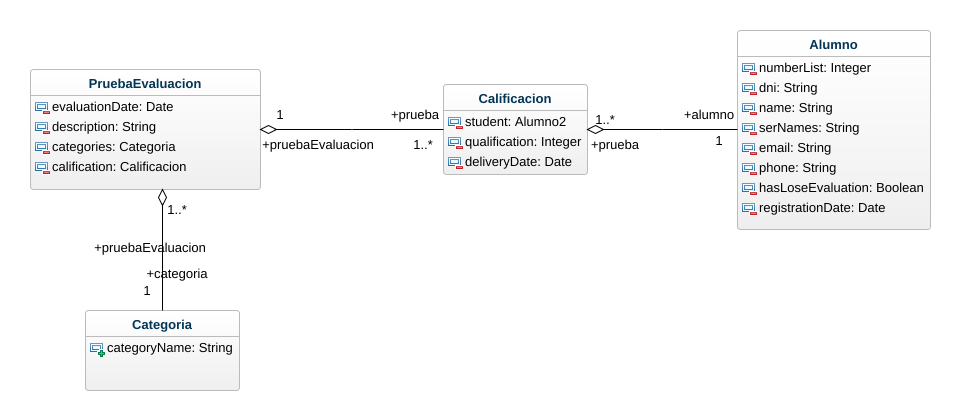 PruebaEvaluacion
evaluationDate: Date
description: String
categories: Categoria
calification: Calificacion
1
+pruebaEvaluacion
+prueba
1..*
Calificacion
student: Alumno2
qualification: Integer
deliveryDate: Date
1..*
+prueba
+alumno
1
Alumno
numberList: Integer
dni: String
name: String
serNames: String
email: String
phone: String
hasLoseEvaluation: Boolean
registrationDate: Date
1..*
+pruebaEvaluacion
+categoria
1
Categoria
categoryName: String